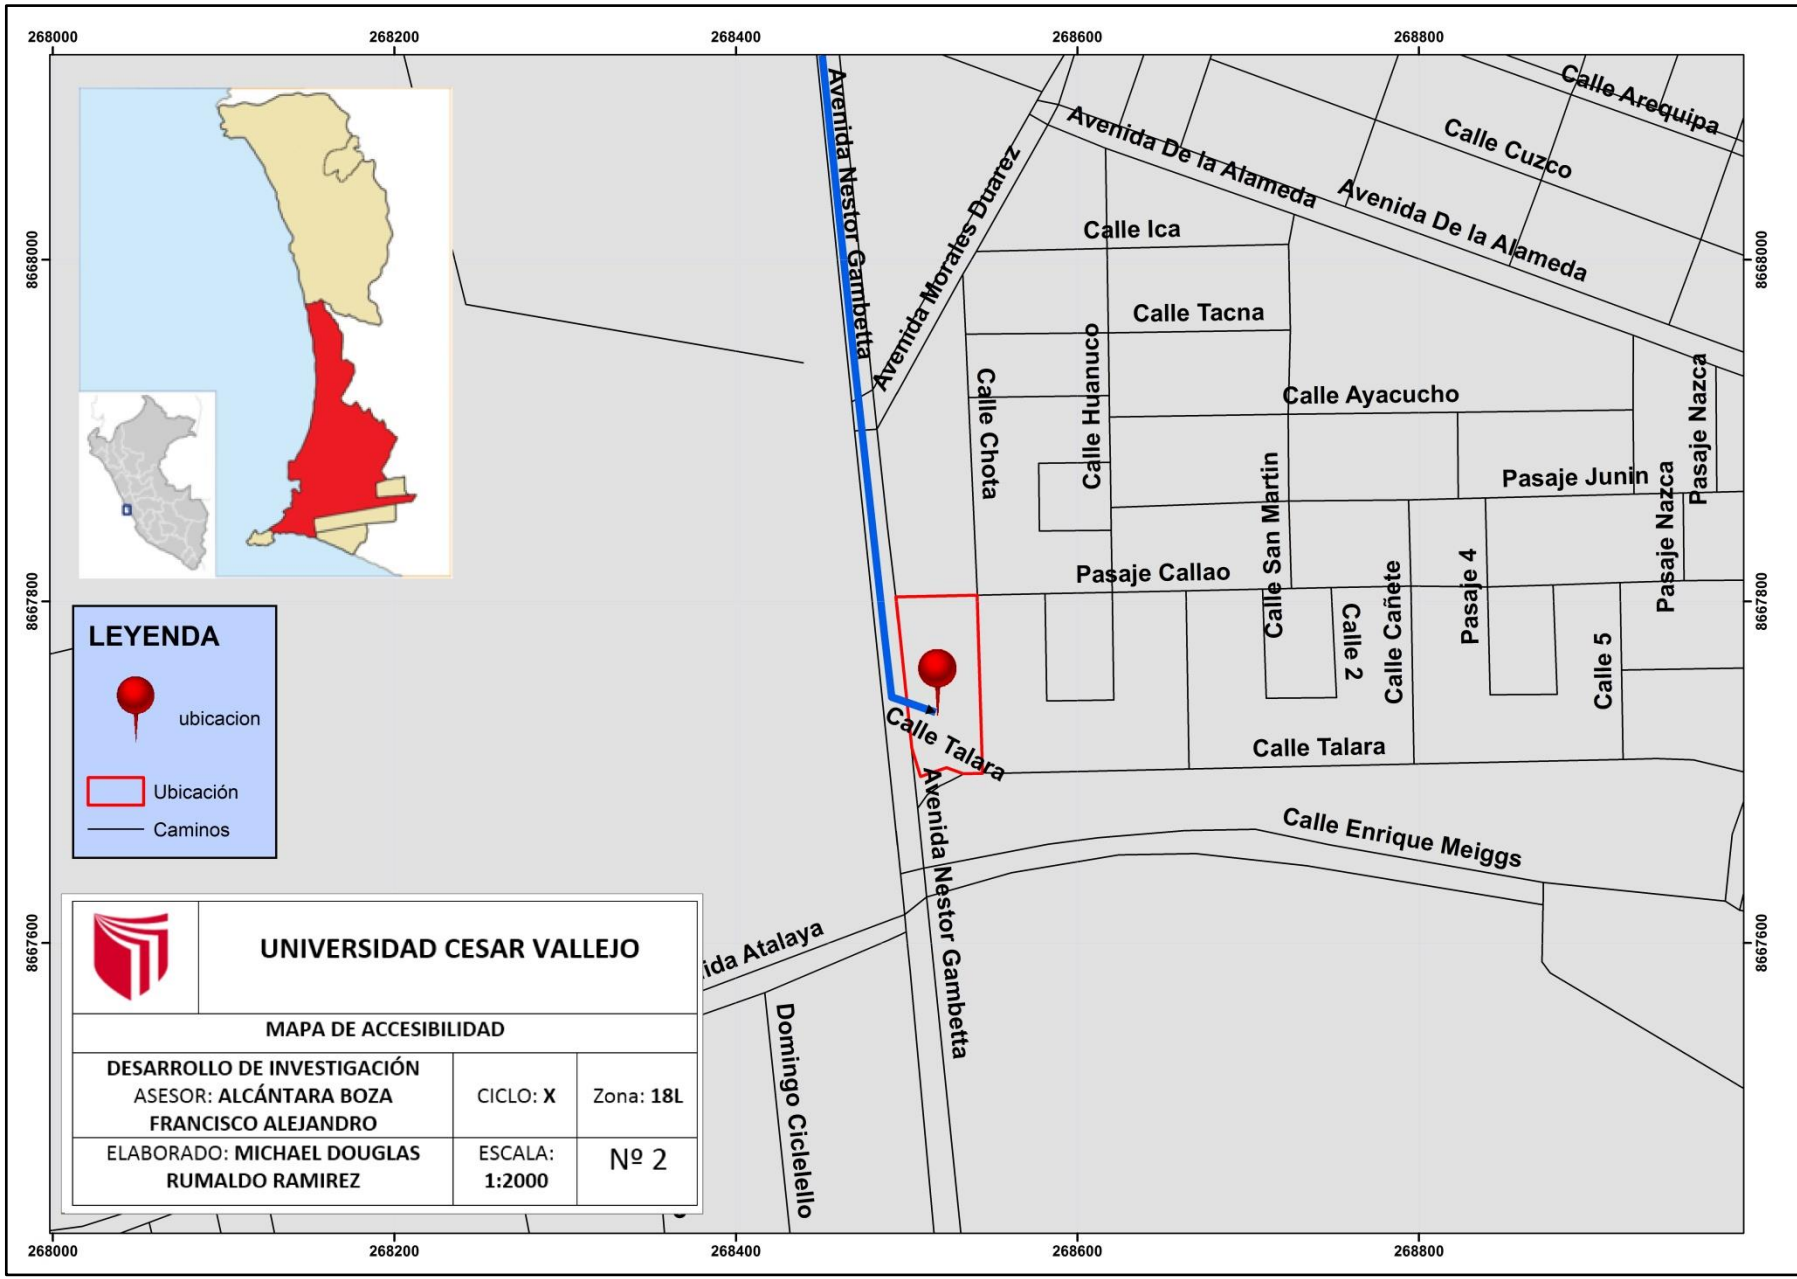 268000
268200
268400
268600
268800
8668000
8668000
8667800
8667800
8667600
8667600
Calle Arequipa
Calle Cuzco
Avenida De la Alameda
Avenida De la Alameda
Avenida Nestor Gambetta
Avenida Morales Duarez
Calle Ica
Calle Tacna
Calle Huanuco
Calle Chota
Calle Ayacucho
Pasaje Nazca
Pasaje Junin
Calle San Martin
Pasaje Nazca
Pasaje Callao
Calle 2
Calle Cañete
Pasaje 4
Calle 5
Calle Talara
Calle Talara
Avenida Nestor Gambetta
Calle Enrique Meiggs
ida Atalaya
Domingo Ciclelello
LEYENDA
ubicacion
Ubicación
Caminos
UNIVERSIDAD CESAR VALLEJO
MAPA DE ACCESIBILIDAD
DESARROLLO DE INVESTIGACIÓN
ASESOR: ALCÁNTARA BOZA
FRANCISCO ALEJANDRO
CICLO: X
Zona: 18L
ELABORADO: MICHAEL DOUGLAS
RUMALDO RAMIREZ
ESCALA:
1:2000
Nº 2
268000
268200
268400
268600
268800